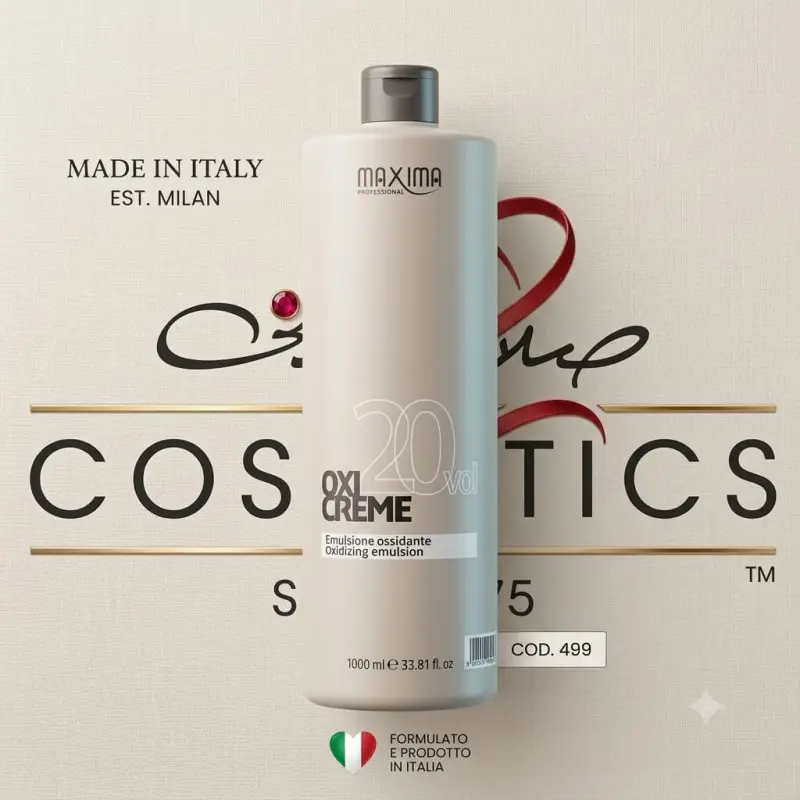 MADE IN ITALY
EST. MILAN
MAXIMA
PROFESSIONAL
COS
TICS
20 vol
OXI
CREME
Emulsione ossidante
Oxidizing emulsion
TM
S
75
COD. 499
1000 ml ℮ 33.81 fl. oz
FORMULATO
E PRODOTTO
IN ITALIA